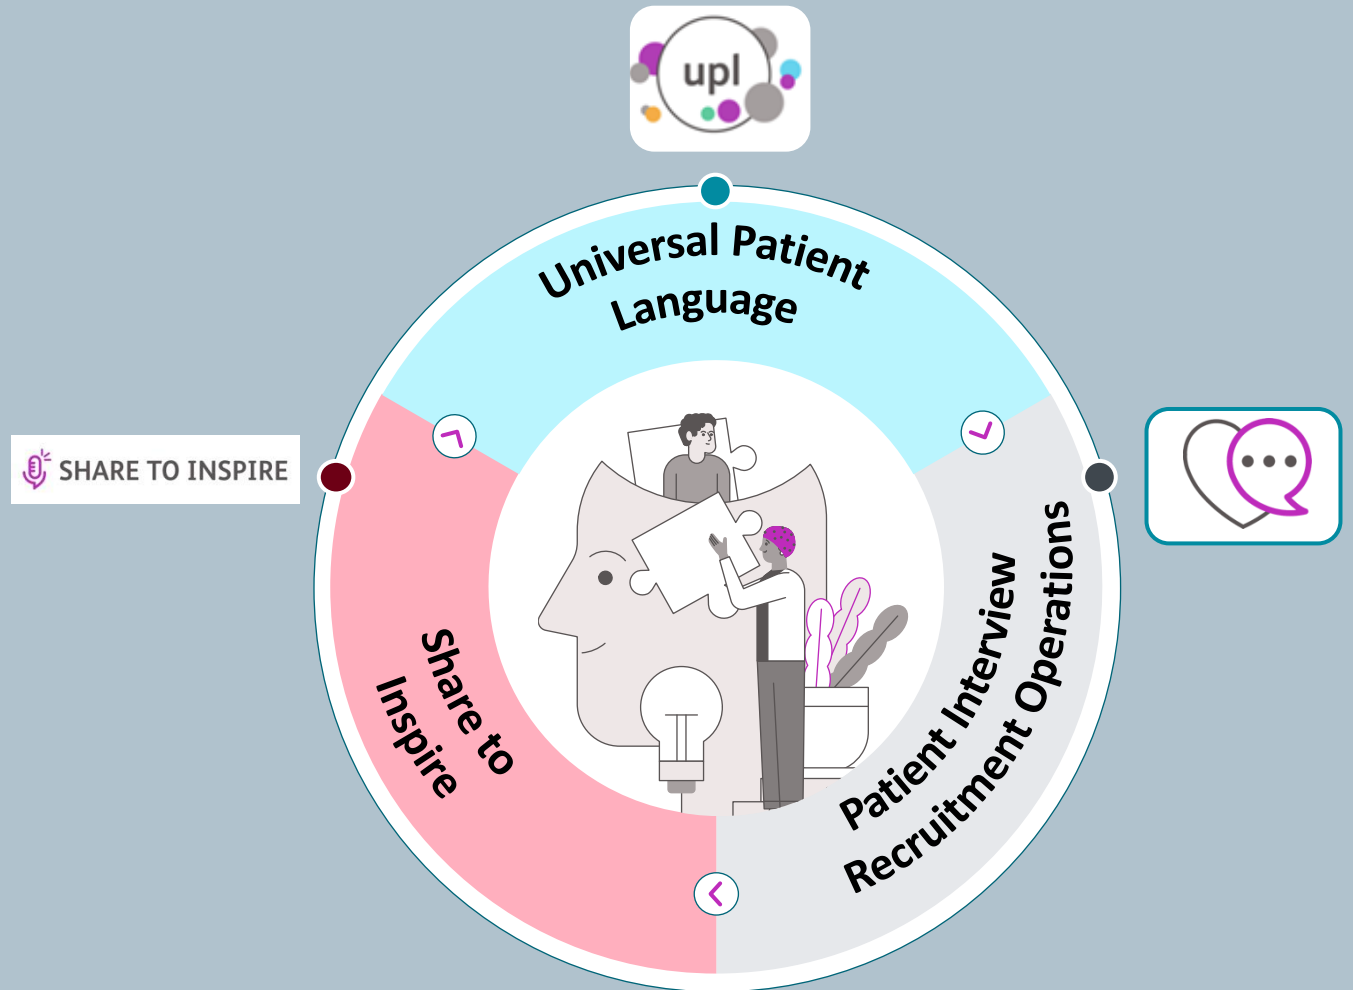 upl
Universal Patient
Language
SHARE TO INSPIRE
Share to
Inspire
Patient Interview
Recruitment Operations